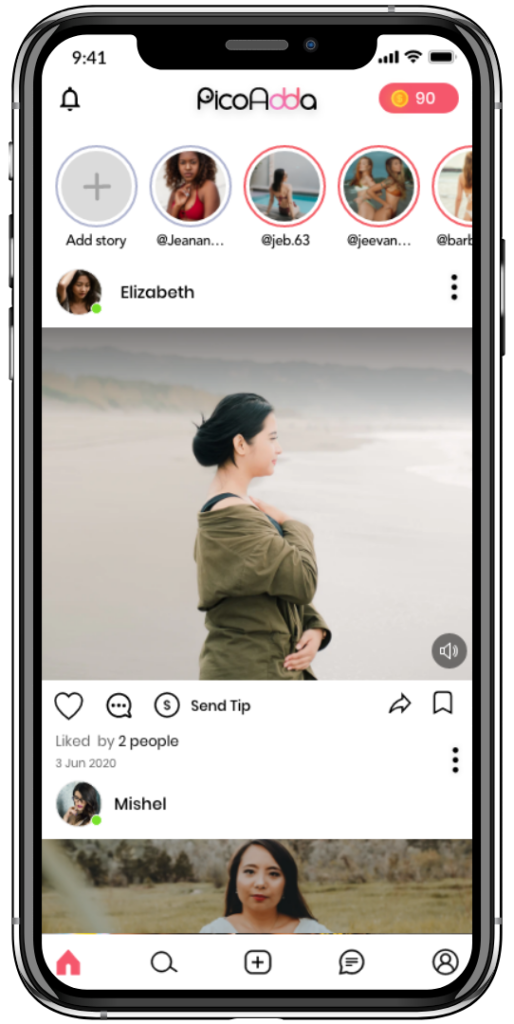 9:41
PicoAdda
90
Add story
@Jeanan...
@jeb.63
@jeevan...
@barb
Elizabeth
$ Send Tip
Liked by 2 people
3 Jun 2020
Mishel